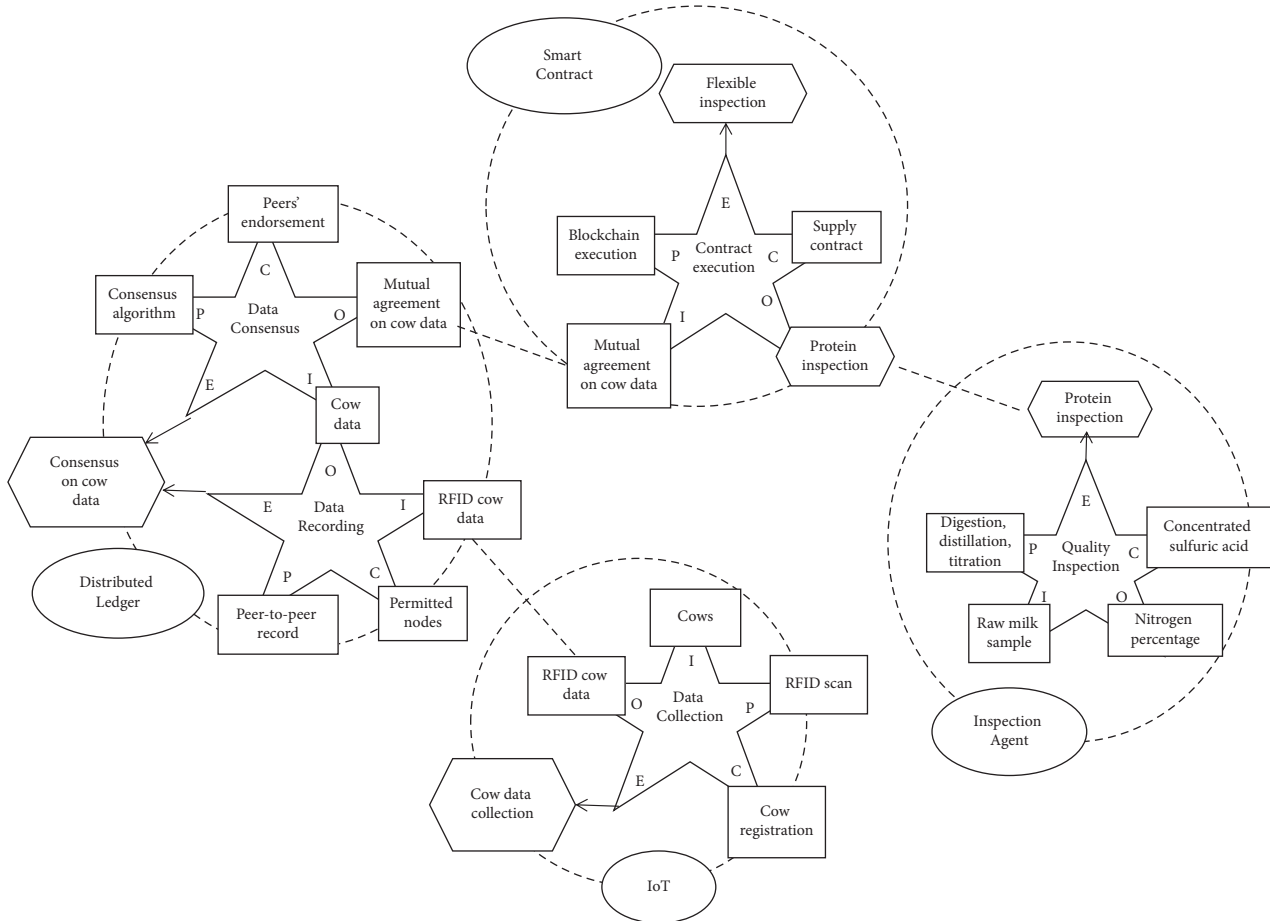 Smart
Contract
Flexible
inspection
E
Blockchain
execution
P
Contract
execution
C
Supply
contract
I
O
Mutual
agreement
on cow data
Protein
inspection
Peers'
endorsement
C
Consensus
algorithm
P
Data
Consensus
O
Mutual
agreement
on cow data
E
I
Cow
data
Consensus
on cow
data
O
E
Data
Recording
I
RFID cow
data
P
C
Peer-to-peer
record
Permitted
nodes
Distributed
Ledger
Cows
I
RFID cow
data
O
Data
Collection
P
RFID scan
E
C
Cow data
collection
Cow
registration
IoT
Protein
inspection
E
Digestion,
distillation,
titration
P
Quality
Inspection
C
Concentrated
sulfuric acid
I
O
Raw milk
sample
Nitrogen
percentage
Inspection
Agent